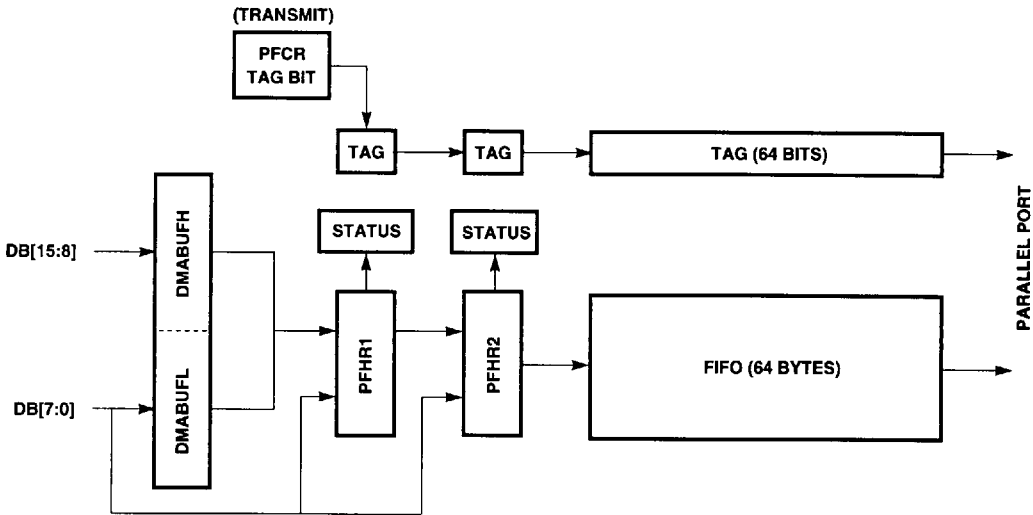 (TRANSMIT)
PFCR
TAG BIT
TAG
TAG
TAG (64 BITS)
STATUS
STATUS
DB[15:8]
DMABUFH
DB[7:0]
DMABUFL
PFHR1
PFHR2
FIFO (64 BYTES)
PARALLEL PORT